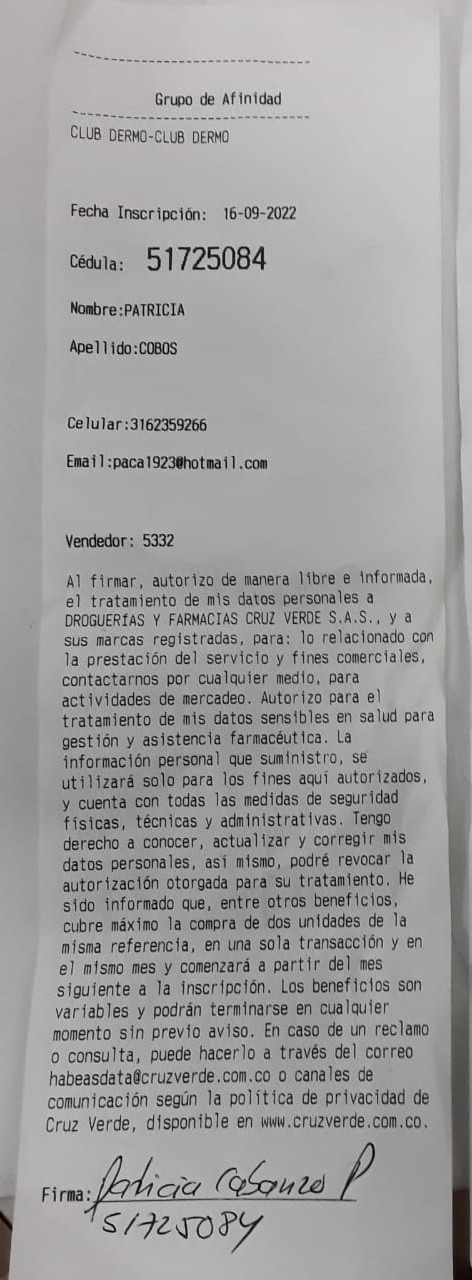 Grupo de Afinidad
CLUB DERMO-CLUB DERMO
Fecha Inscripción: 16-09-2022
Cédula: 51725084
Nombre:PATRICIA
Apellido:COBOS
Celular:3162359266
Email:paca1923@hotmail.com
Vendedor: 5332
Al firmar, autorizo de manera libre e informada,
el tratamiento de mis datos personales a
DROGUERÍAS Y FARMACIAS CRUZ VERDE S.A.S., y a
sus marcas registradas, para: lo relacionado con
la prestación del servicio y fines comerciales,
contactarnos por cualquier medio, para
actividades de mercadeo. Autorizo para el
tratamiento de mis datos sensibles en salud para
gestión y asistencia farmacéutica. La
información personal que suministro, se
utilizará solo para los fines aquí autorizados,
y cuenta con todas las medidas de seguridad
físicas, técnicas y administrativas. Tengo
derecho a conocer, actualizar y corregir mis
datos personales, así mismo, podré revocar la
autorización otorgada para su tratamiento. He
sido informado que, entre otros beneficios,
cubre máximo la compra de dos unidades de la
misma referencia, en una sola transacción y en
el mismo mes y comenzará a partir del mes
siguiente a la inscripción. Los beneficios son
variables y podrán terminarse en cualquier
momento sin previo aviso. En caso de un reclamo
o consulta, puede hacerlo a través del correo
habeasdata@cruzverde.com.co o canales de
comunicación según la política de privacidad de
Cruz Verde, disponible en www.cruzverde.com.co.
Firma: Patricia Cabanzo P
51725084